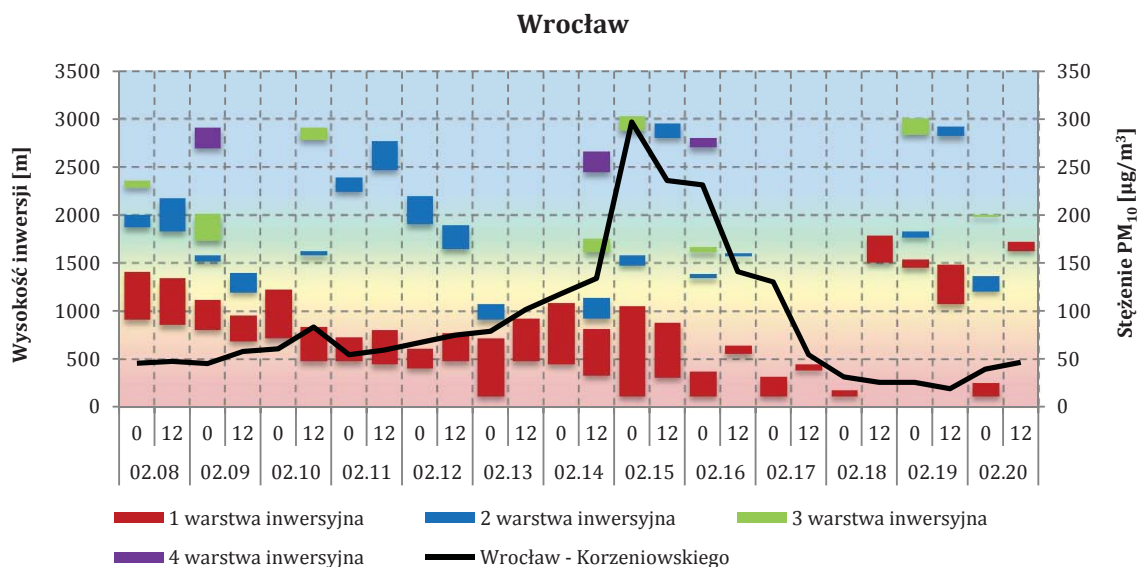 Wrocław
Wysokość inwersji [m]
3500
3000
2500
2000
1500
1000
500
0
350
300
250
200
150
100
50
0
Stężenie PM₁₀ [µg/m³]
0 12 0 12 0 12 0 12 0 12 0 12 0 12 0 12 0 12 0 12 0 12 0 12 0 12
02.08 02.09 02.10 02.11 02.12 02.13 02.14 02.15 02.16 02.17 02.18 02.19 02.20
1 warstwa inwersyjna 2 warstwa inwersyjna 3 warstwa inwersyjna
4 warstwa inwersyjna Wrocław - Korzeniowskiego